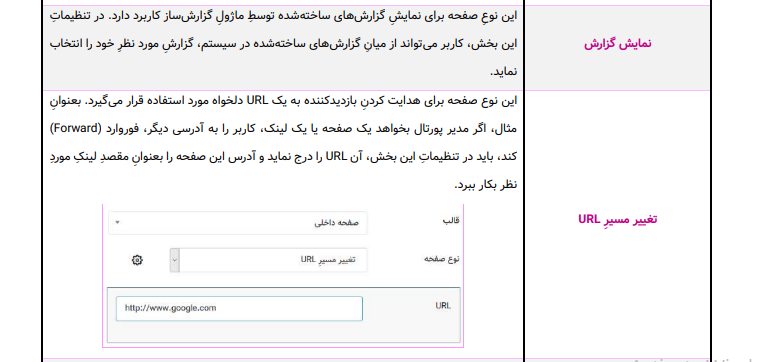 این نوعِ صفحه برای نمایشِ گزارش‌های ساخته‌شده توسطِ ماژولِ گزارش‌ساز کاربرد دارد. در تنظیماتِ
این بخش، کاربر می‌تواند از میانِ گزارش‌های ساخته‌شده در سیستم، گزارشِ مورد نظرِ خود را انتخاب
نماید.
نمایش گزارش
این نوع صفحه برای هدایت کردنِ بازدیدکننده به یک URL دلخواه مورد استفاده قرار می‌گیرد. بعنوانِ
مثال، اگر مدیر پورتال بخواهد یک صفحه یا یک لینک، کاربر را به آدرسی دیگر، فوروارد (Forward)
کند، باید در تنظیماتِ این بخش، آن URL را درج نماید و آدرس این صفحه را بعنوانِ مقصدِ لینکِ موردِ
نظر بکار ببرد.
تغییر مسیرِ URL
قالب
صفحه داخلی
نوع صفحه
تغییر مسیرِ URL
URL
http://www.google.com